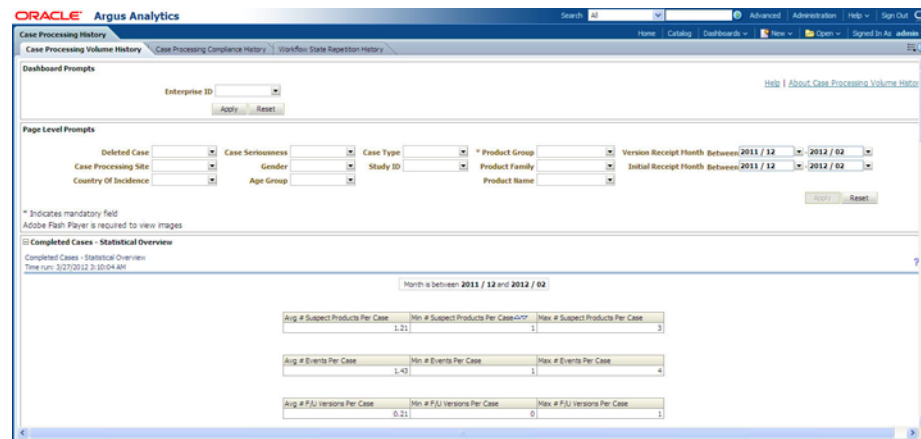 ORACLE Argus Analytics Search All Advanced Administration Help Sign Out
Case Processing History Home Catalog Dashboards New Open Signed In As admin
Case Processing Volume History Case Processing Compliance History Workflow State Repetition History
Dashboard Prompts
Help | About Case Processing Volume Histor
Enterprise ID
Apply Reset
Page Level Prompts
Deleted Case Case Seriousness Case Type * Product Group Version Receipt Month Between 2011 / 12 - 2012 / 02
Case Processing Site Gender Study ID Product Family Initial Receipt Month Between 2011 / 12 - 2012 / 02
Country Of Incidence Age Group Product Name
Apply Reset
* Indicates mandatory field
Adobe Flash Player is required to view images
Completed Cases - Statistical Overview
Completed Cases - Statistical Overview
Time run: 3/27/2012 3:10:04 AM
?
Month is between 2011 / 12 and 2012 / 02
Avg # Suspect Products Per Case Min # Suspect Products Per Case Max # Suspect Products Per Case
1.21 1 3
Avg # Events Per Case Min # Events Per Case Max # Events Per Case
1.43 1 4
Avg # F/U Versions Per Case Min # F/U Versions Per Case Max # F/U Versions Per Case
0.21 0 1